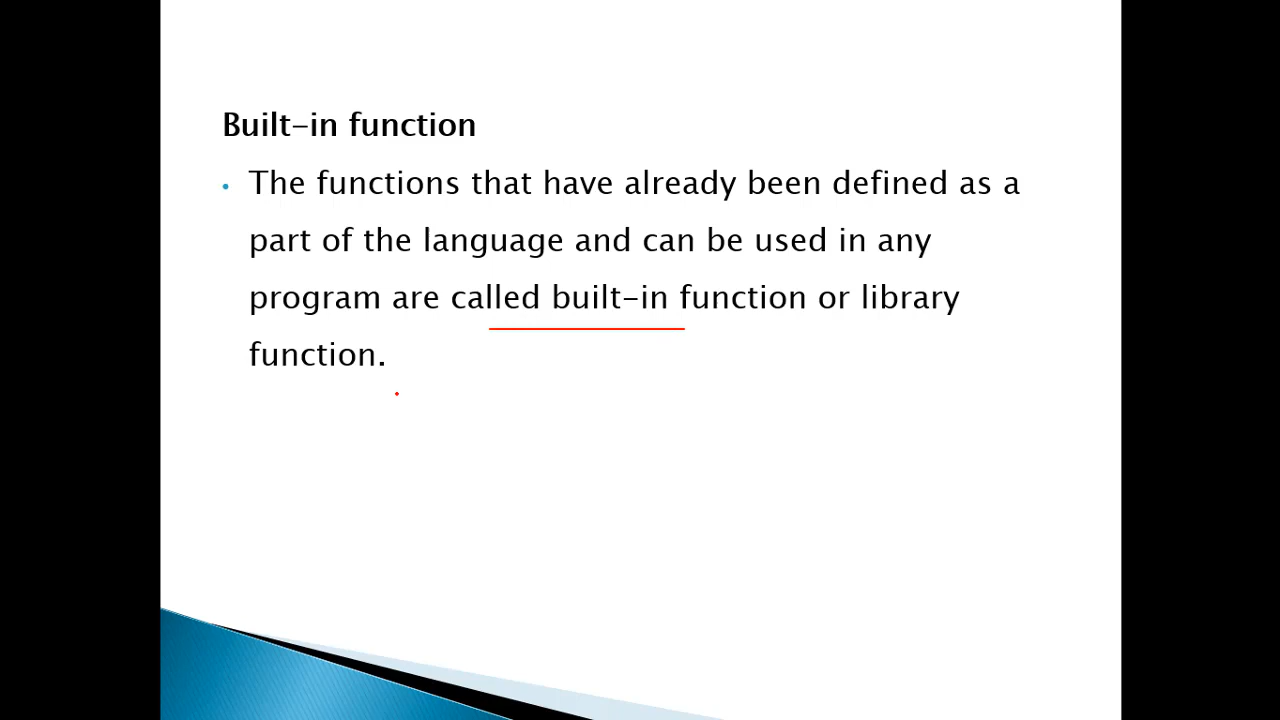 Built-in function
• The functions that have already been defined as a
part of the language and can be used in any
program are called built-in function or library
function.